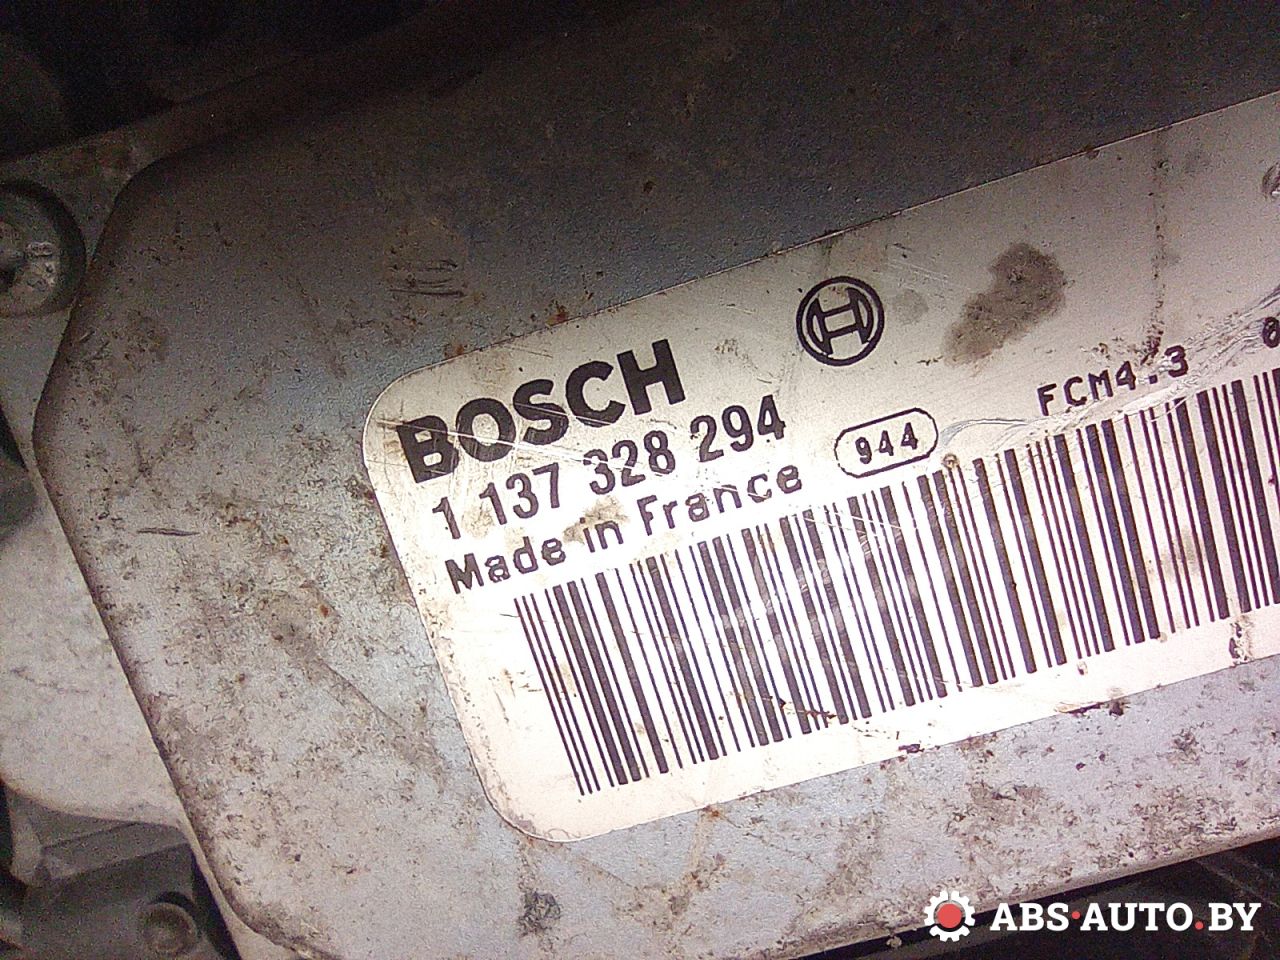 BOSCH
1 137 328 294
Made in France
944
FCM4.3
ABS·AUTO.BY